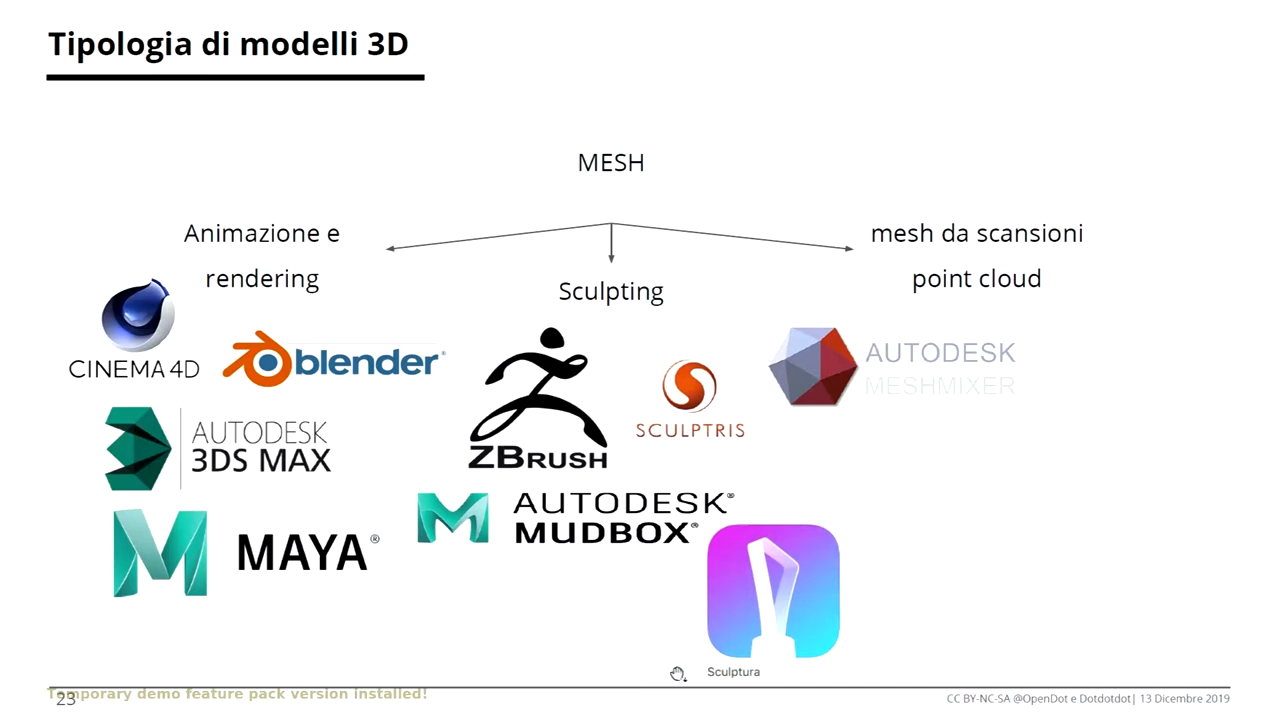 Tipologia di modelli 3D
MESH
Animazione e
rendering
Sculpting
mesh da scansioni
point cloud
CINEMA 4D
blender®
AUTODESK
3DS MAX
MAYA®
ZBRUSH
SCULPTRIS
AUTODESK®
MUDBOX®
Sculptura
AUTODESK
MESHMIXER
Temporary demo feature pack version installed!
23
CC BY-NC-SA @OpenDot e Dotdotdot| 13 Dicembre 2019